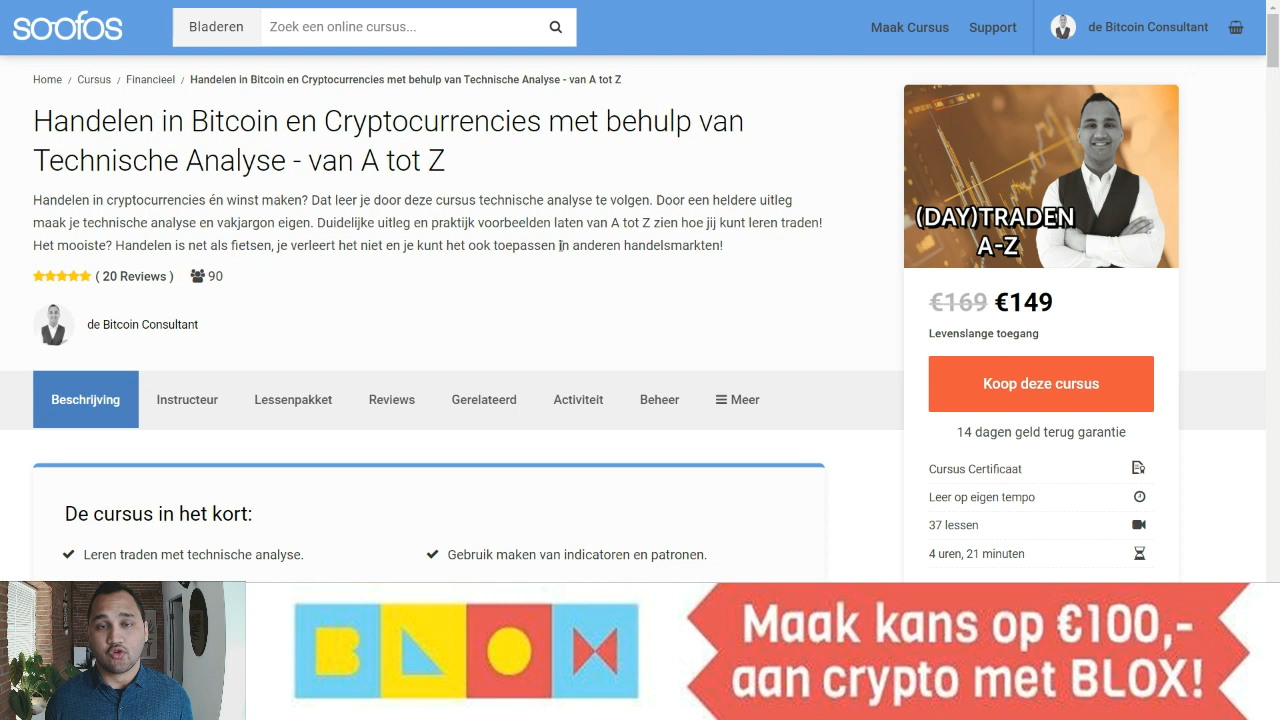 soofos
Bladeren
Zoek een online cursus...
Maak Cursus
Support
de Bitcoin Consultant
Home / Cursus / Financieel / Handelen in Bitcoin en Cryptocurrencies met behulp van Technische Analyse - van A tot Z
Handelen in Bitcoin en Cryptocurrencies met behulp van
Technische Analyse - van A tot Z
Handelen in cryptocurrencies én winst maken? Dat leer je door deze cursus technische analyse te volgen. Door een heldere uitleg
maak je technische analyse en vakjargon eigen. Duidelijke uitleg en praktijk voorbeelden laten van A tot Z zien hoe jij kunt leren traden!
Het mooiste? Handelen is net als fietsen, je verleert het niet en je kunt het ook toepassen in anderen handelsmarkten!
( 20 Reviews )
90
de Bitcoin Consultant
(DAY)TRADEN
A-Z
€169 €149
Levenslange toegang
Koop deze cursus
14 dagen geld terug garantie
Cursus Certificaat
Leer op eigen tempo
37 lessen
4 uren, 21 minuten
Beschrijving
Instructeur
Lessenpakket
Reviews
Gerelateerd
Activiteit
Beheer
Meer
De cursus in het kort:
Leren traden met technische analyse.
Gebruik maken van indicatoren en patronen.
BLOX
Maak kans op €100,-
aan crypto met BLOX!